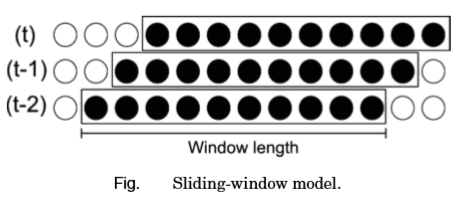 (t)
(t-1)
(t-2)
Window length
Fig. Sliding-window model.